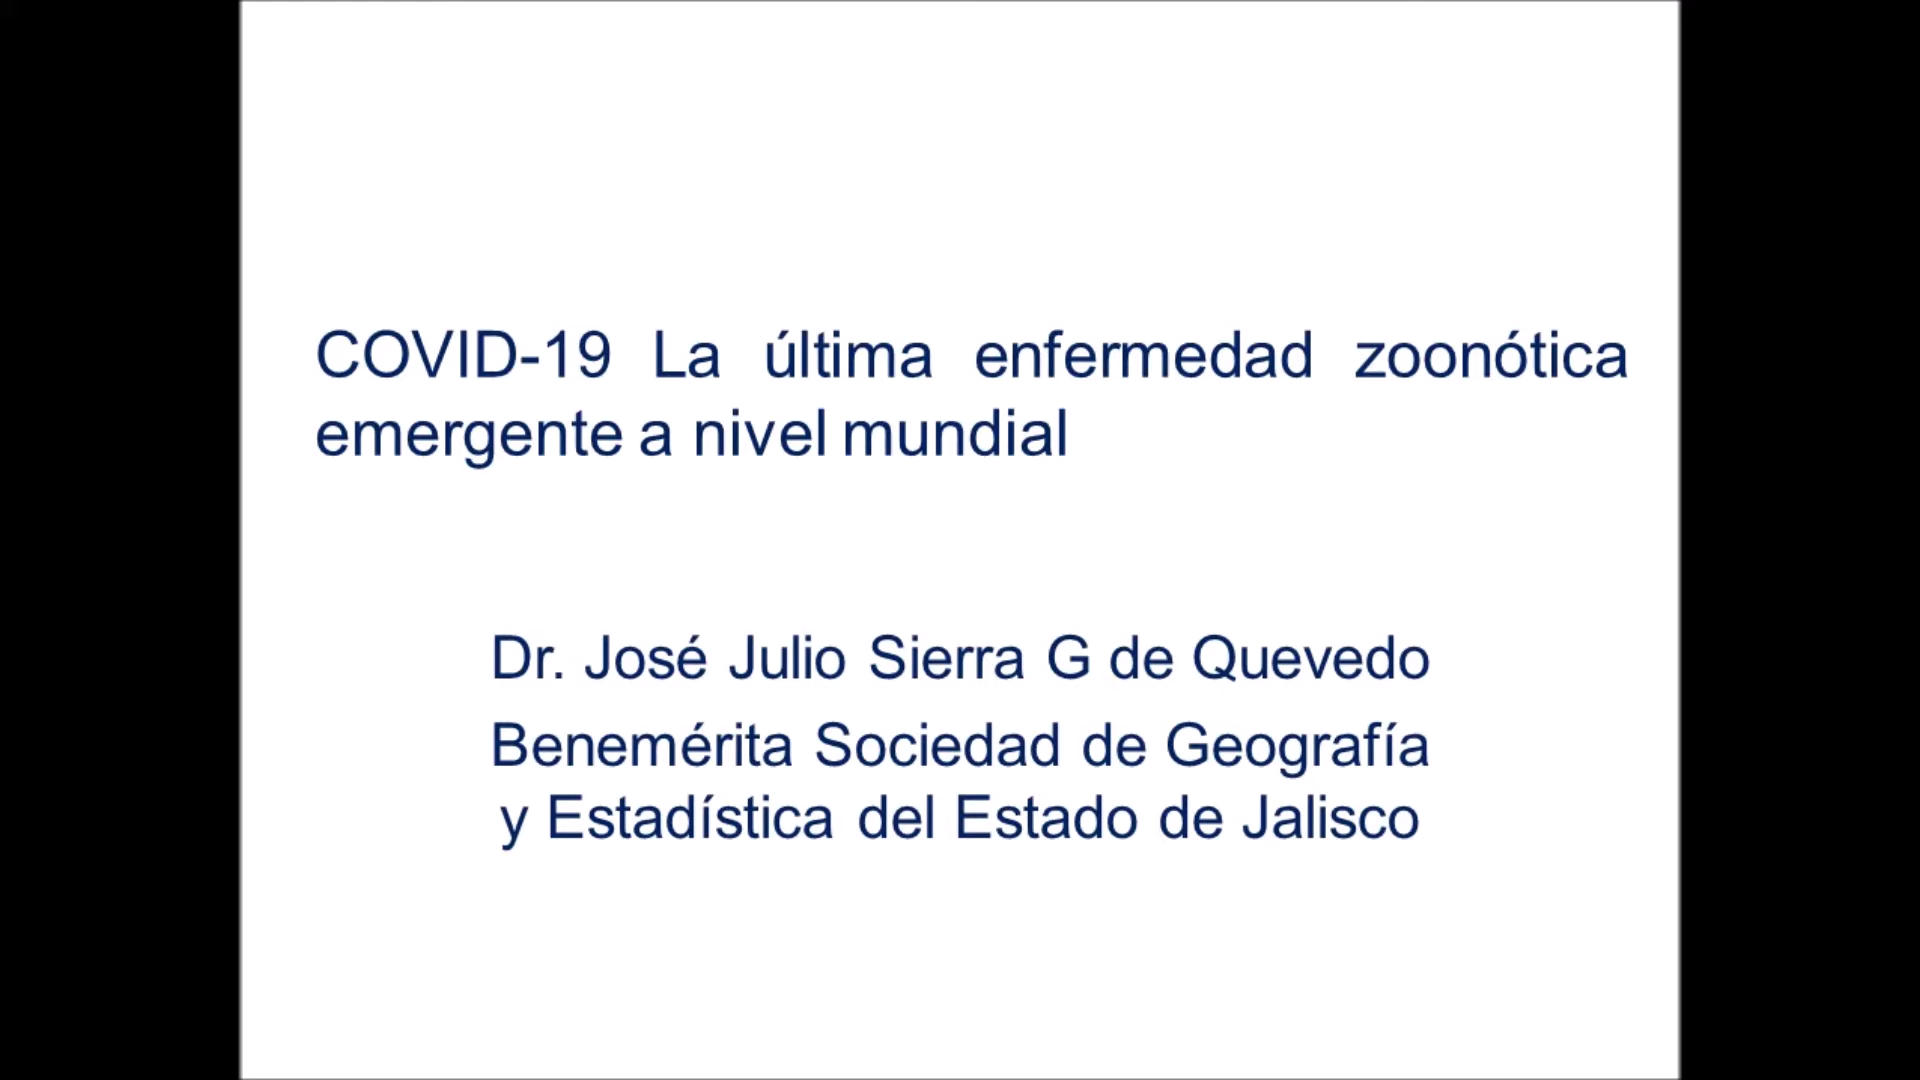 COVID-19 La última enfermedad zoonótica
emergente a nivel mundial
Dr. José Julio Sierra G de Quevedo
Benemérita Sociedad de Geografía
y Estadística del Estado de Jalisco